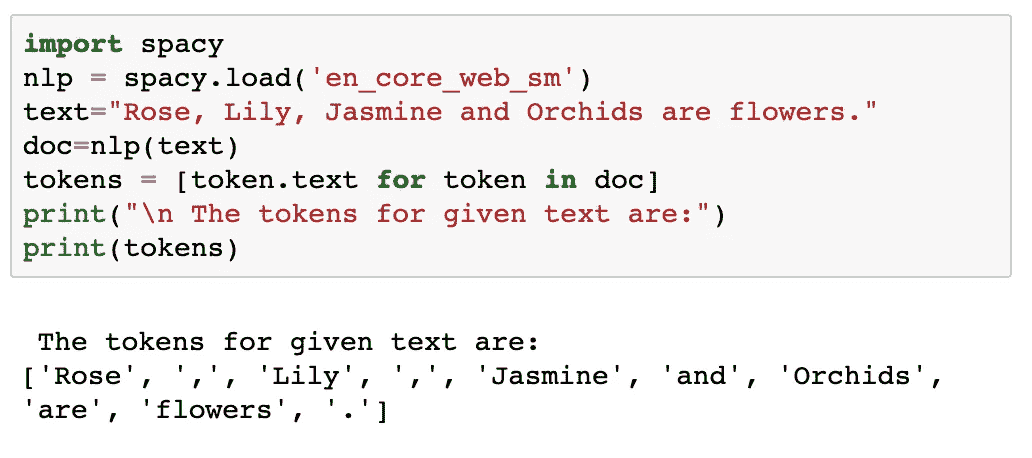 import spacy
nlp = spacy.load('en_core_web_sm')
text="Rose, Lily, Jasmine and Orchids are flowers."
doc=nlp(text)
tokens = [token.text for token in doc]
print("\n The tokens for given text are:")
print(tokens)
The tokens for given text are:
['Rose', ',', 'Lily', ',', 'Jasmine', 'and', 'Orchids',
'are', 'flowers', '.']